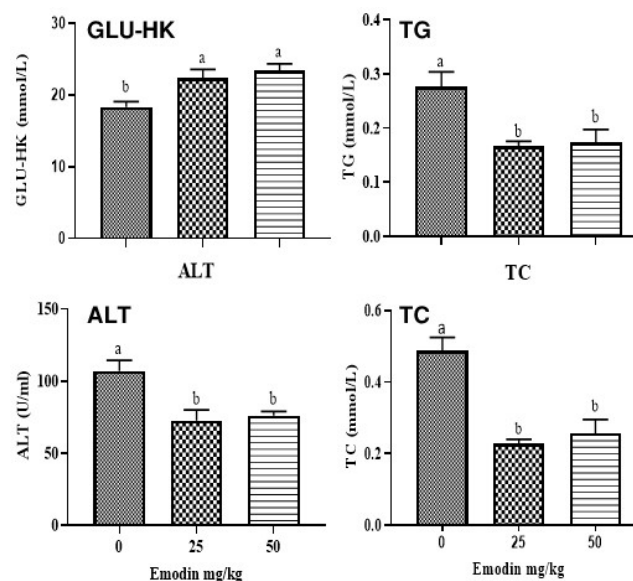 GLU-HK
GLU-HK (mmol/L)
30
20
10
0
b
a
a
ALT
TG
TG (mmol/L)
0.4
0.3
0.2
0.1
0.0
a
b
b
TC
ALT
ALT (U/ml)
150
100
50
0
a
b
b
0
25
50
Emodin mg/kg
TC
TC (mmol/L)
0.6
0.4
0.2
0.0
a
b
b
0
25
50
Emodin mg/kg